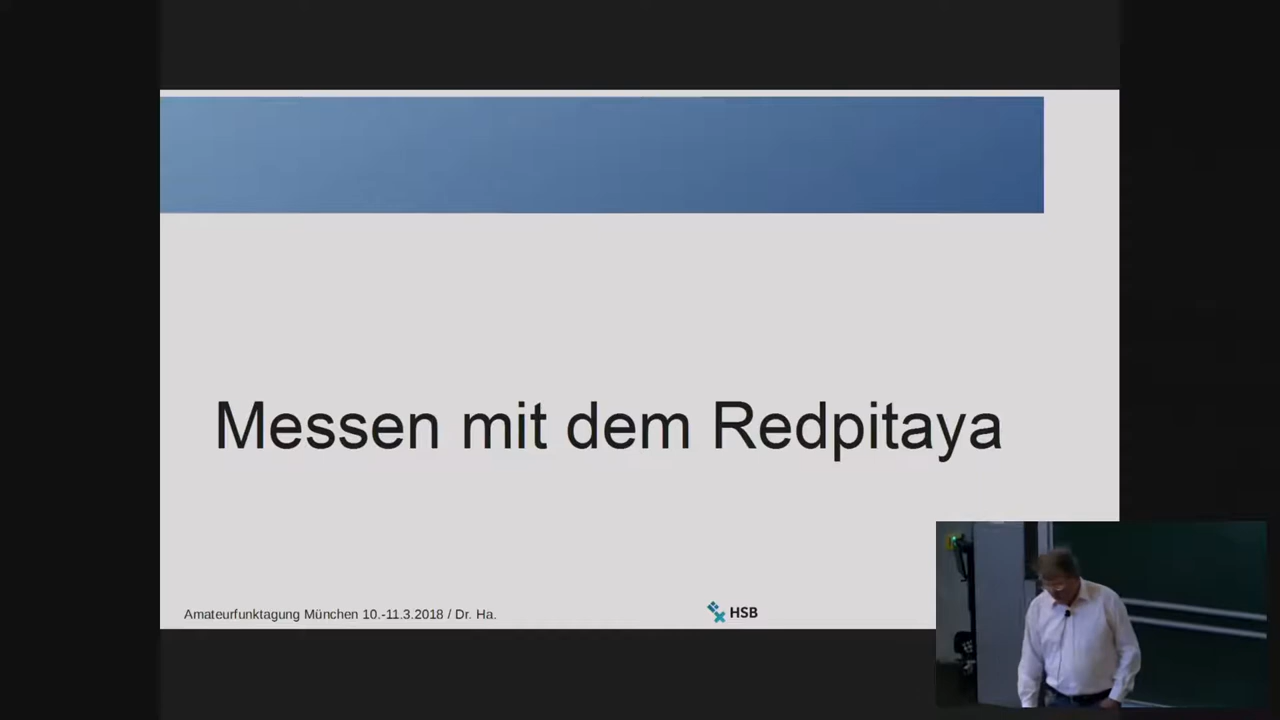 Messen mit dem Redpitaya
Amateurfunktagung München 10.-11.3.2018 / Dr. Ha.
HSB